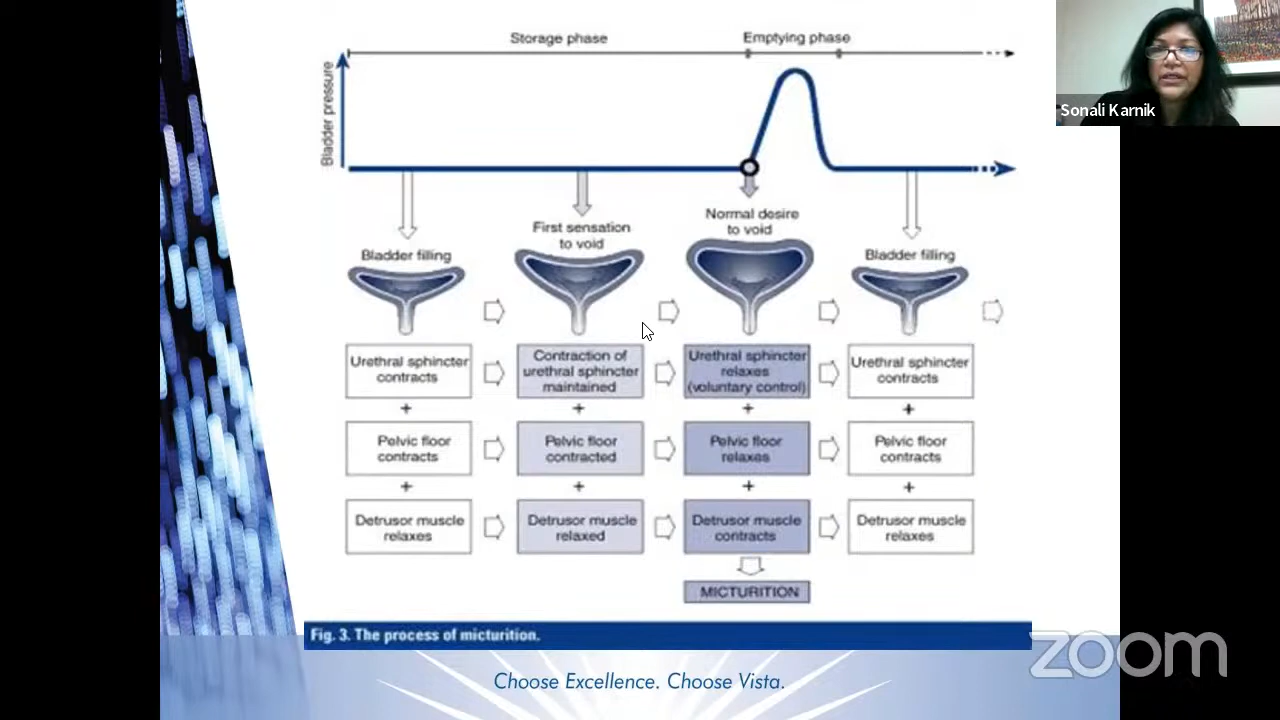 Storage phase
Emptying phase
Bladder pressure
Sonali Karnik
Bladder filling
First sensation
to void
Normal desire
to void
Bladder filling
Urethral sphincter
contracts
Contraction of
urethral sphincter
maintained
Urethral sphincter
relaxes
(voluntary control)
Urethral sphincter
contracts
+
+
+
+
Pelvic floor
contracts
Pelvic floor
contracted
Pelvic floor
relaxes
Pelvic floor
contracts
+
+
+
+
Detrusor muscle
relaxes
Detrusor muscle
relaxed
Detrusor muscle
contracts
Detrusor muscle
relaxes
MICTURITION
Fig. 3. The process of micturition.
Choose Excellence. Choose Vista.
zoom